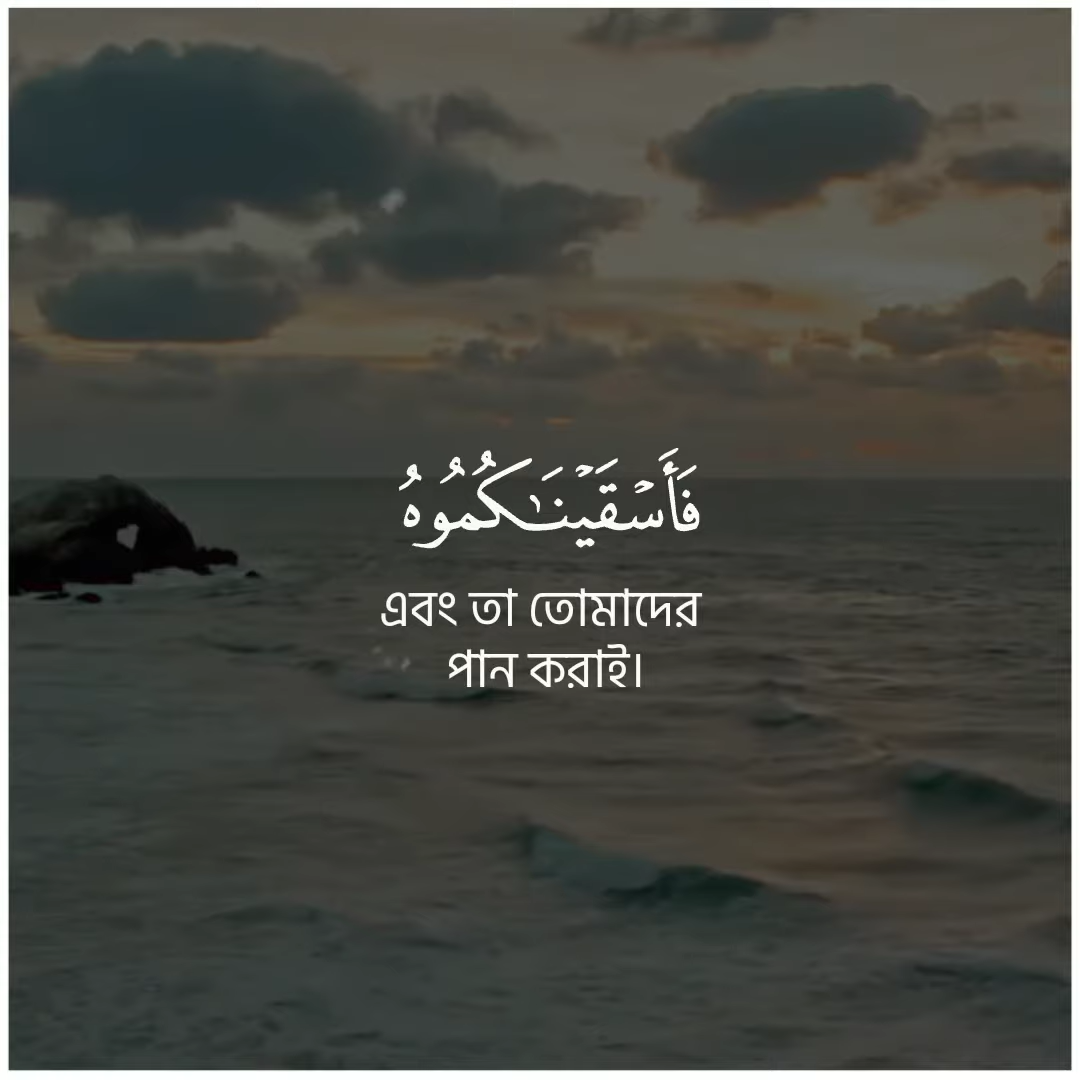 فَأَسۡقَيۡنَـٰكُمُوهُ
এবং তা তোমাদের
পান করাই।